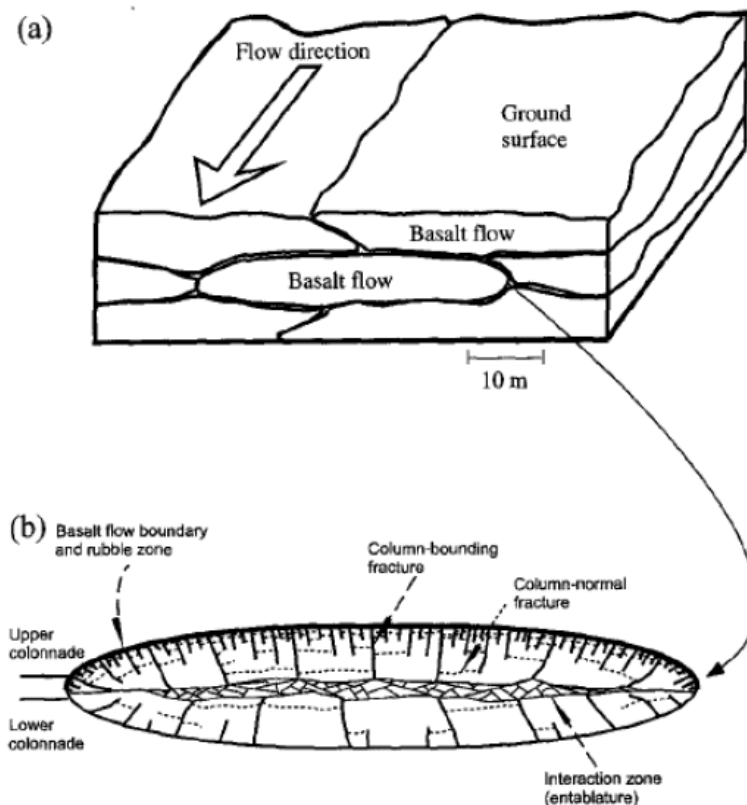 (a)
Flow direction
Ground
surface
Basalt flow
Basalt flow
10 m
(b)
Basalt flow boundary
and rubble zone
Column-bounding
fracture
Column-normal
fracture
Upper
colonnade
Lower
colonnade
Interaction zone
(entablature)